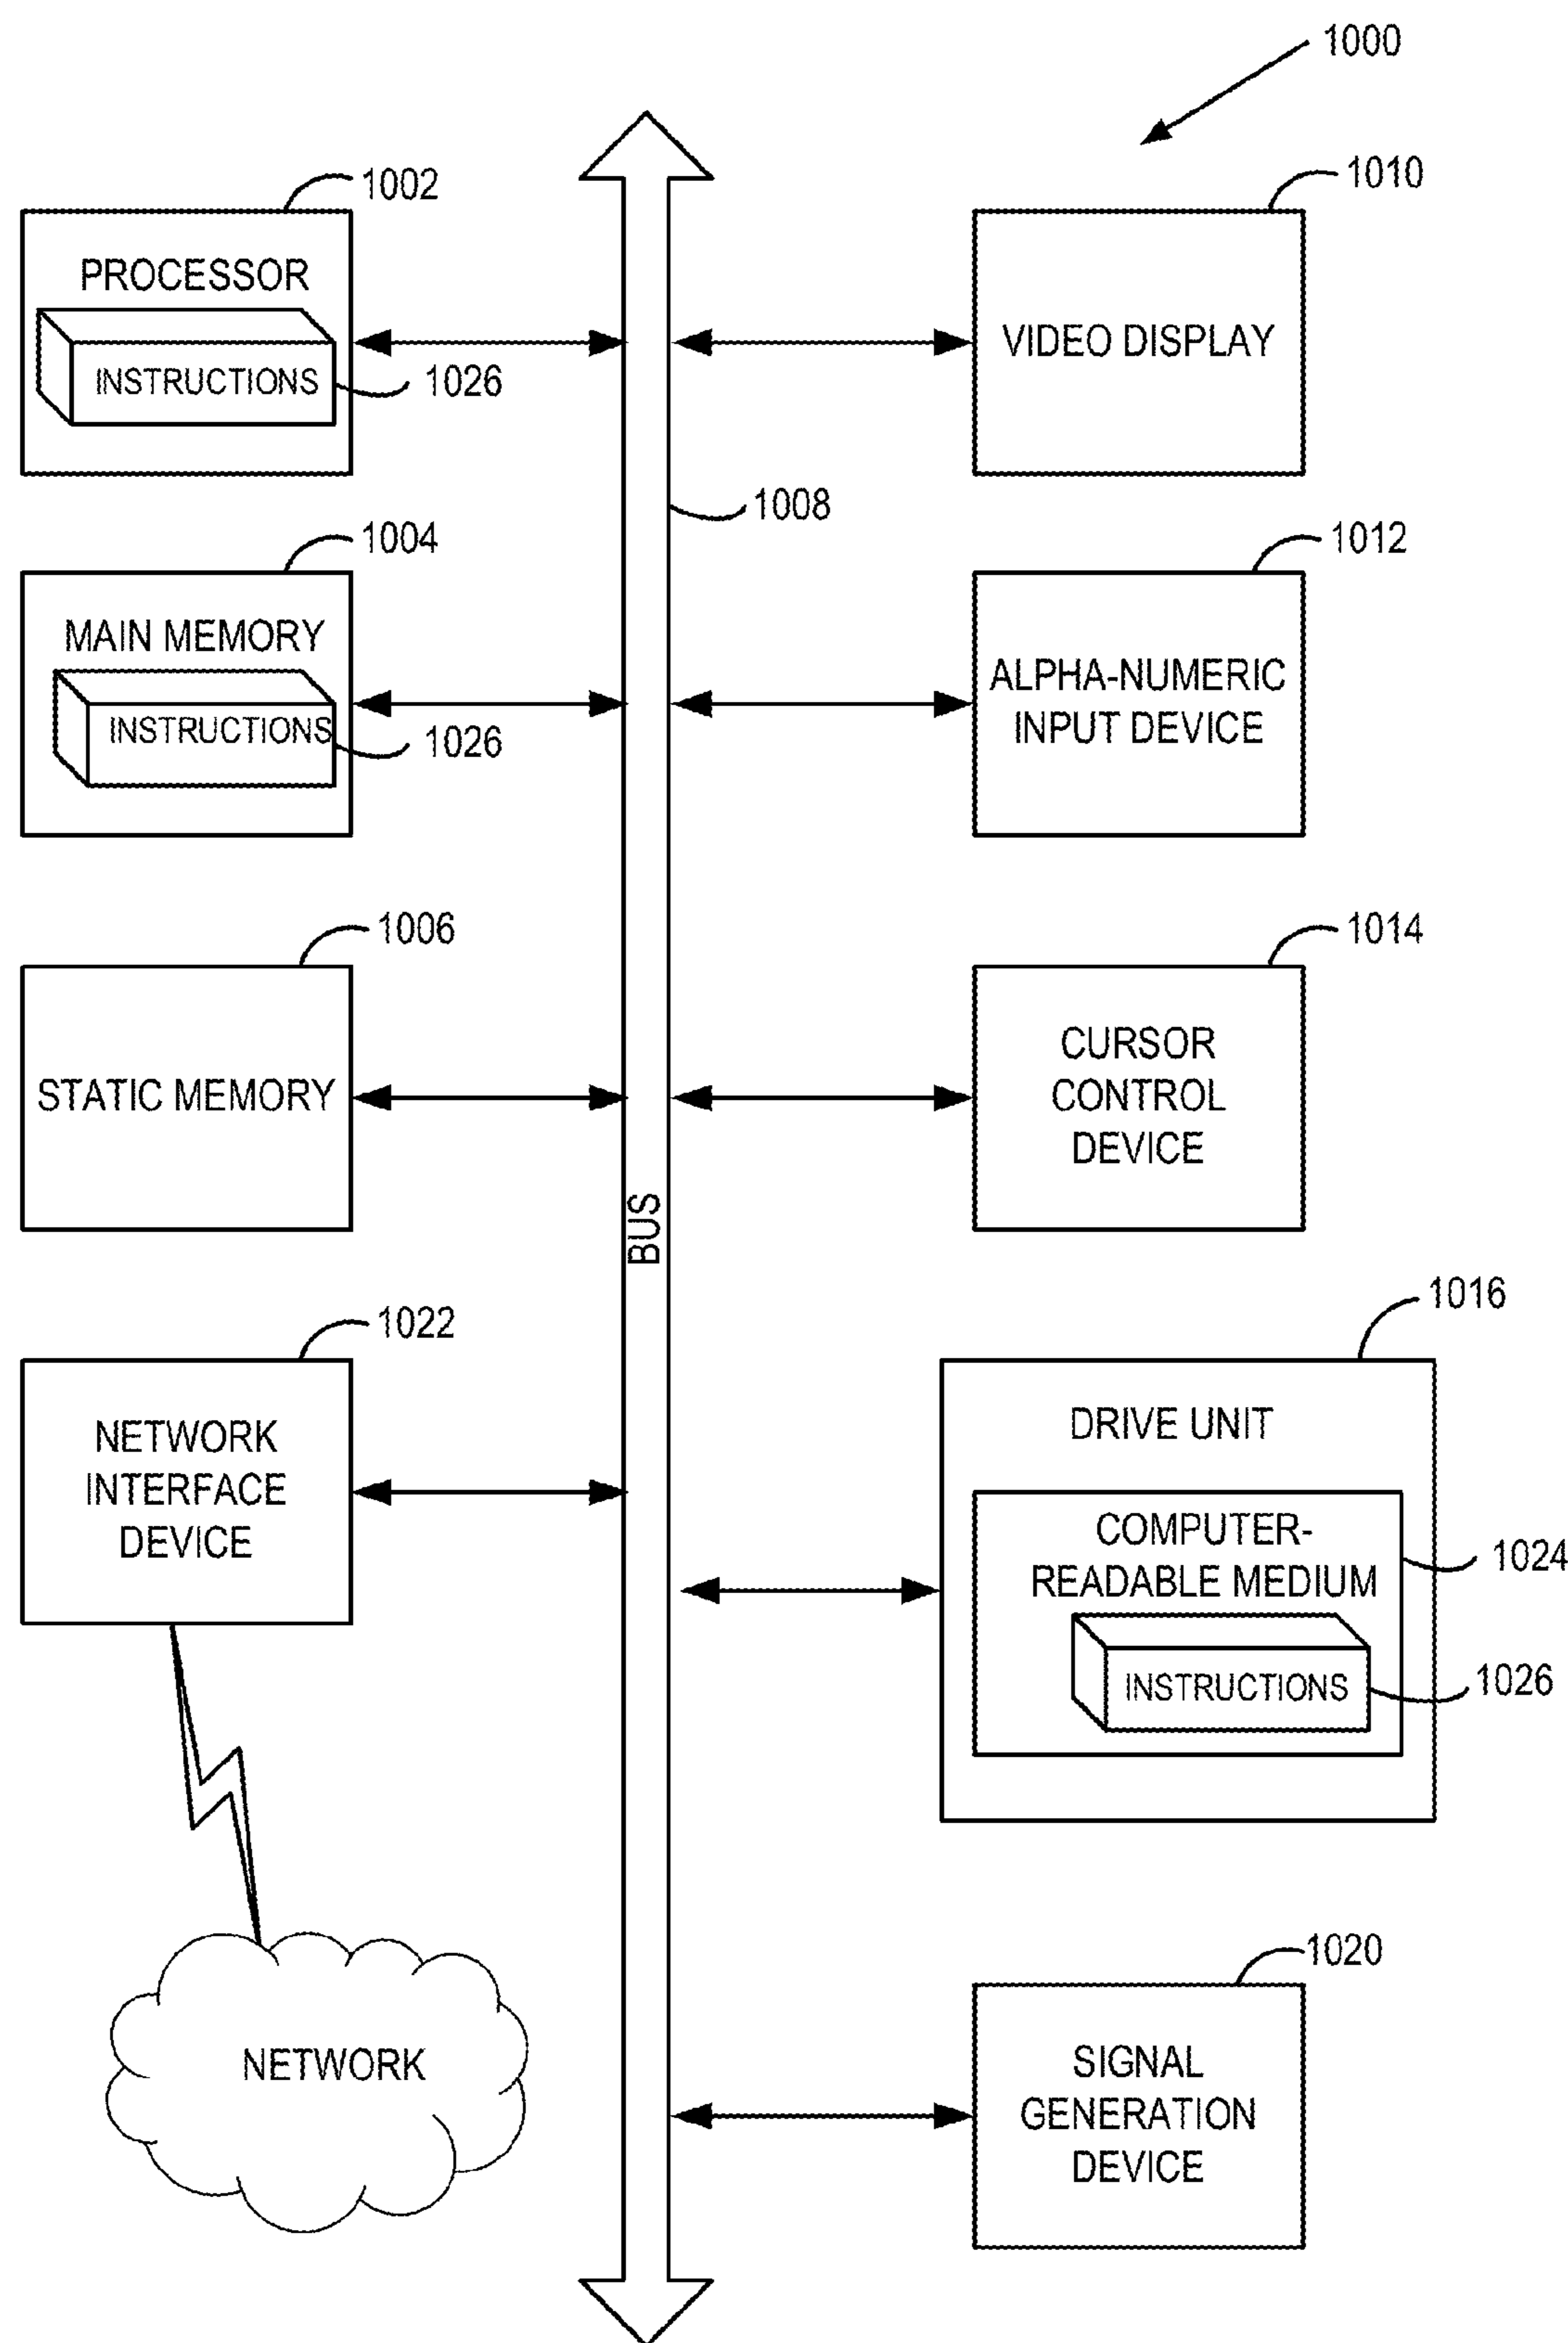 1000
1002
PROCESSOR
INSTRUCTIONS
1026
1004
MAIN MEMORY
INSTRUCTIONS
1026
1006
STATIC MEMORY
1022
NETWORK
INTERFACE
DEVICE
NETWORK
1008
BUS
1010
VIDEO DISPLAY
1012
ALPHA-NUMERIC
INPUT DEVICE
1014
CURSOR
CONTROL
DEVICE
1016
DRIVE UNIT
COMPUTER-
READABLE MEDIUM
1024
INSTRUCTIONS
1026
1020
SIGNAL
GENERATION
DEVICE